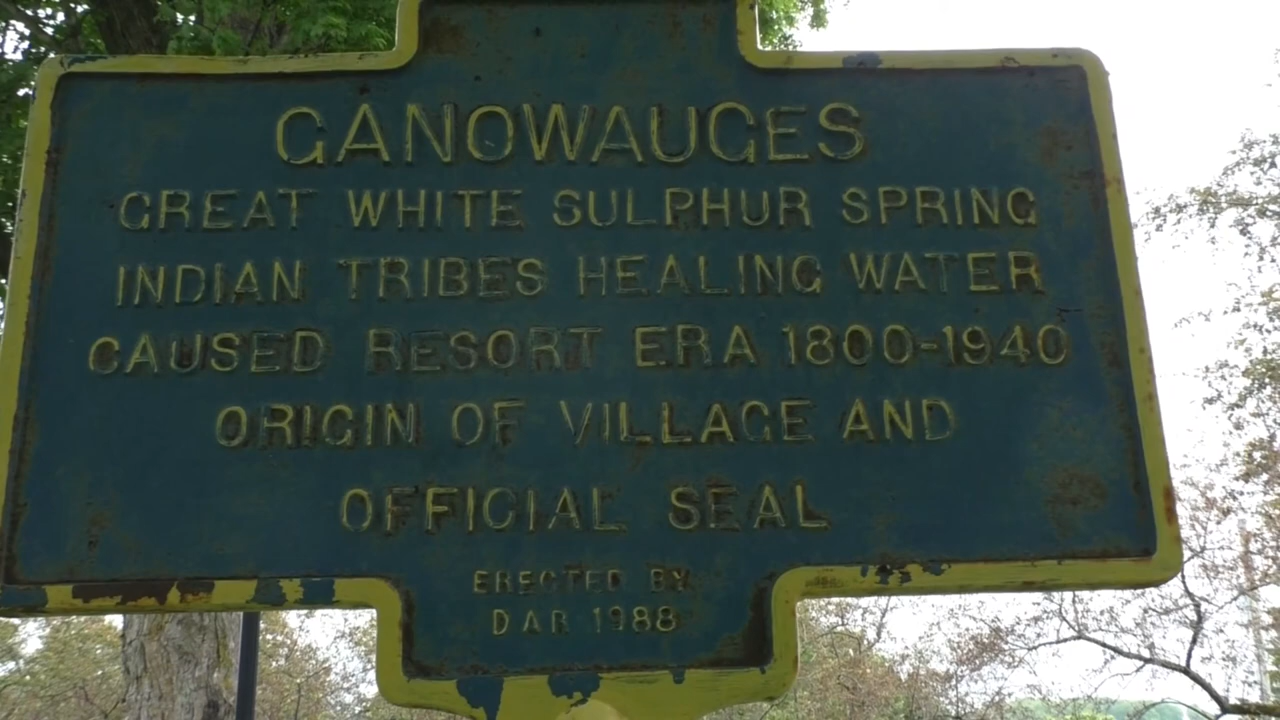 GANOWAUGES
GREAT WHITE SULPHUR SPRING
INDIAN TRIBES HEALING WATER
CAUSED RESORT ERA 1800-1940
ORIGIN OF VILLAGE AND
OFFICIAL SEAL
ERECTED BY
DAR 1988